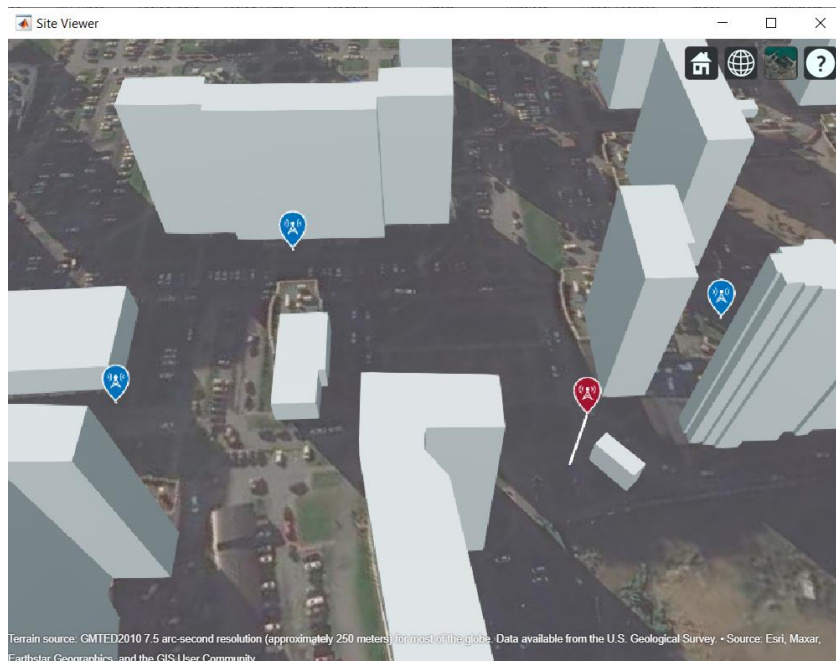 Site Viewer
?
Terrain source: GMTED2010 7.5 arc-second resolution (approximately 250 meters) for most of the globe. Data available from the U.S. Geological Survey. • Source: Esri, Maxar,
Earthstar Geographics, and the GIS User Community